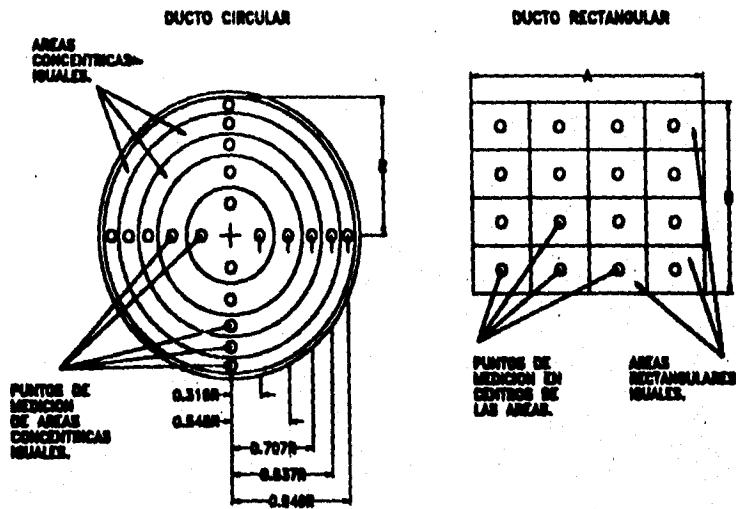 DUCTO CIRCULAR
DUCTO RECTANGULAR
AREAS
CONCENTRICAS
IGUALES.
A
PUNTOS DE
MEDICION
DE AREAS
CONCENTRICAS
IGUALES.
0.316R
0.548R
0.707R
0.837R
0.949R
PUNTOS DE
MEDICION EN
CENTROS DE
LAS AREAS.
AREAS
RECTANGULARES
IGUALES.